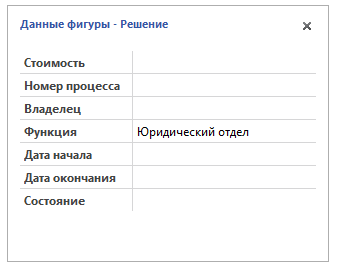 Данные фигуры - Решение
Стоимость
Номер процесса
Владелец
Функция Юридический отдел
Дата начала
Дата окончания
Состояние